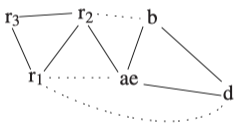 r₃ r₂ b
r₁ ae d